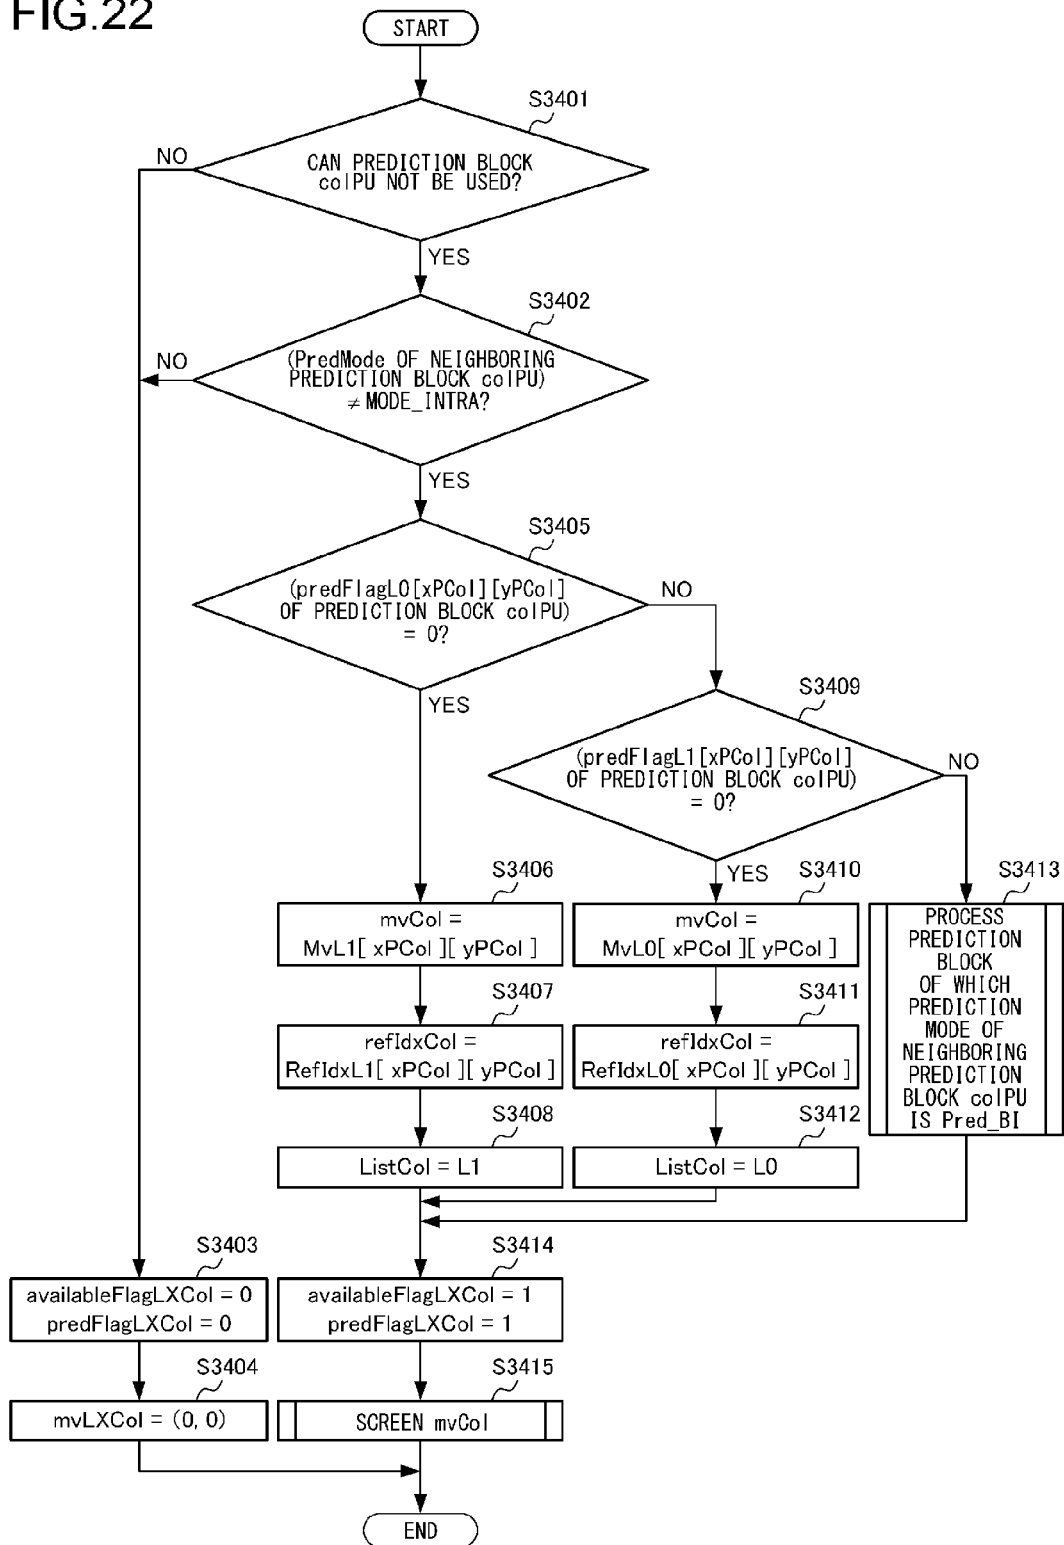 FIG.22
START
S3401
CAN PREDICTION BLOCK
colPU NOT BE USED?
NO
YES
S3402
(PredMode OF NEIGHBORING
PREDICTION BLOCK colPU)
≠ MODE_INTRA?
NO
YES
S3405
(predFlagL0[xPCol][yPCol]
OF PREDICTION BLOCK colPU)
= 0?
NO
YES
S3409
(predFlagL1[xPCol][yPCol]
OF PREDICTION BLOCK colPU)
= 0?
NO
YES
S3406
mvCol =
MvL1[ xPCol ][ yPCol ]
S3410
mvCol =
MvL0[ xPCol ][ yPCol ]
S3413
PROCESS
PREDICTION
BLOCK
OF WHICH
PREDICTION
MODE OF
NEIGHBORING
PREDICTION
BLOCK colPU
IS Pred_BI
S3407
refIdxCol =
RefIdxL1[ xPCol ][ yPCol ]
S3411
refIdxCol =
RefIdxL0[ xPCol ][ yPCol ]
S3408
ListCol = L1
S3412
ListCol = L0
S3403
availableFlagLXCol = 0
predFlagLXCol = 0
S3414
availableFlagLXCol = 1
predFlagLXCol = 1
S3404
mvLXCol = (0, 0)
S3415
SCREEN mvCol
END